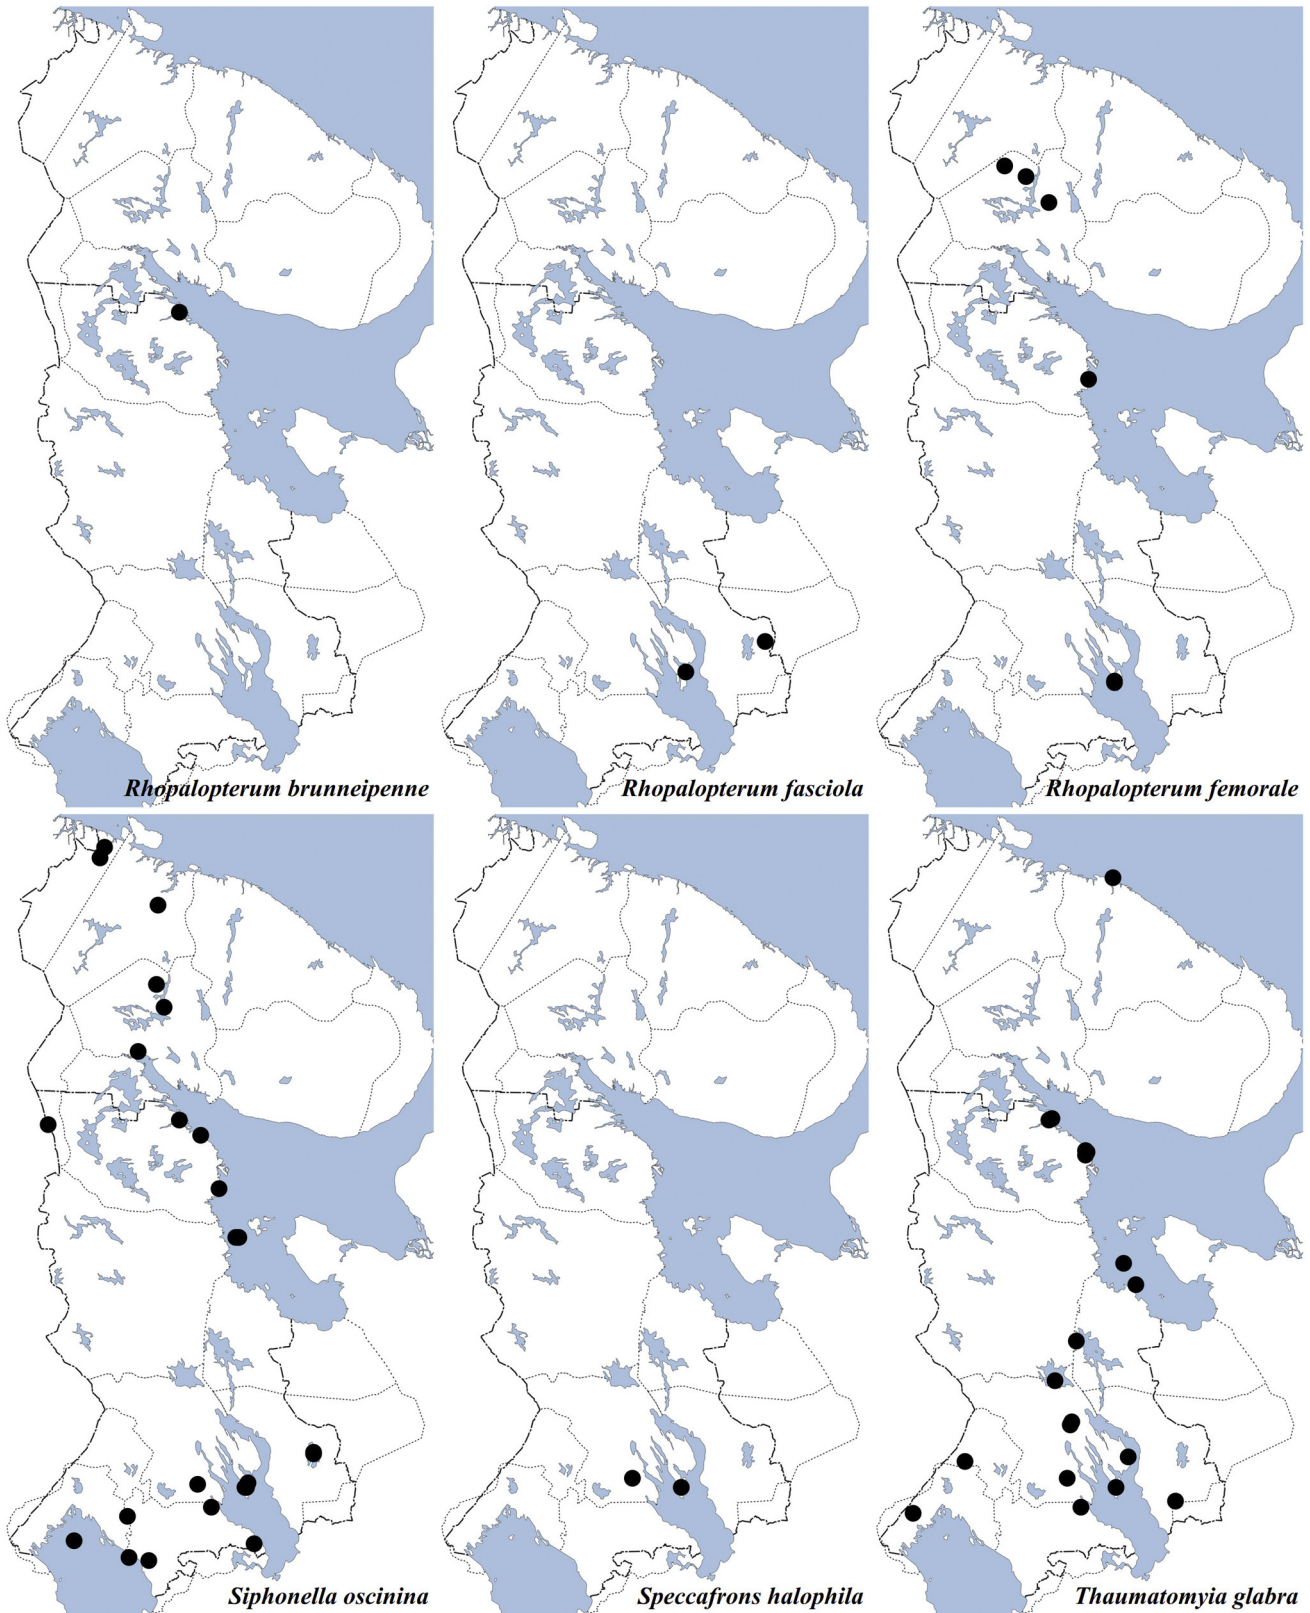 Rhopalopterum brunneipenne
Rhopalopterum fasciola
Rhopalopterum femorale
Siphonella oscinina
Speccafrons halophila
Thaumatomyia glabra